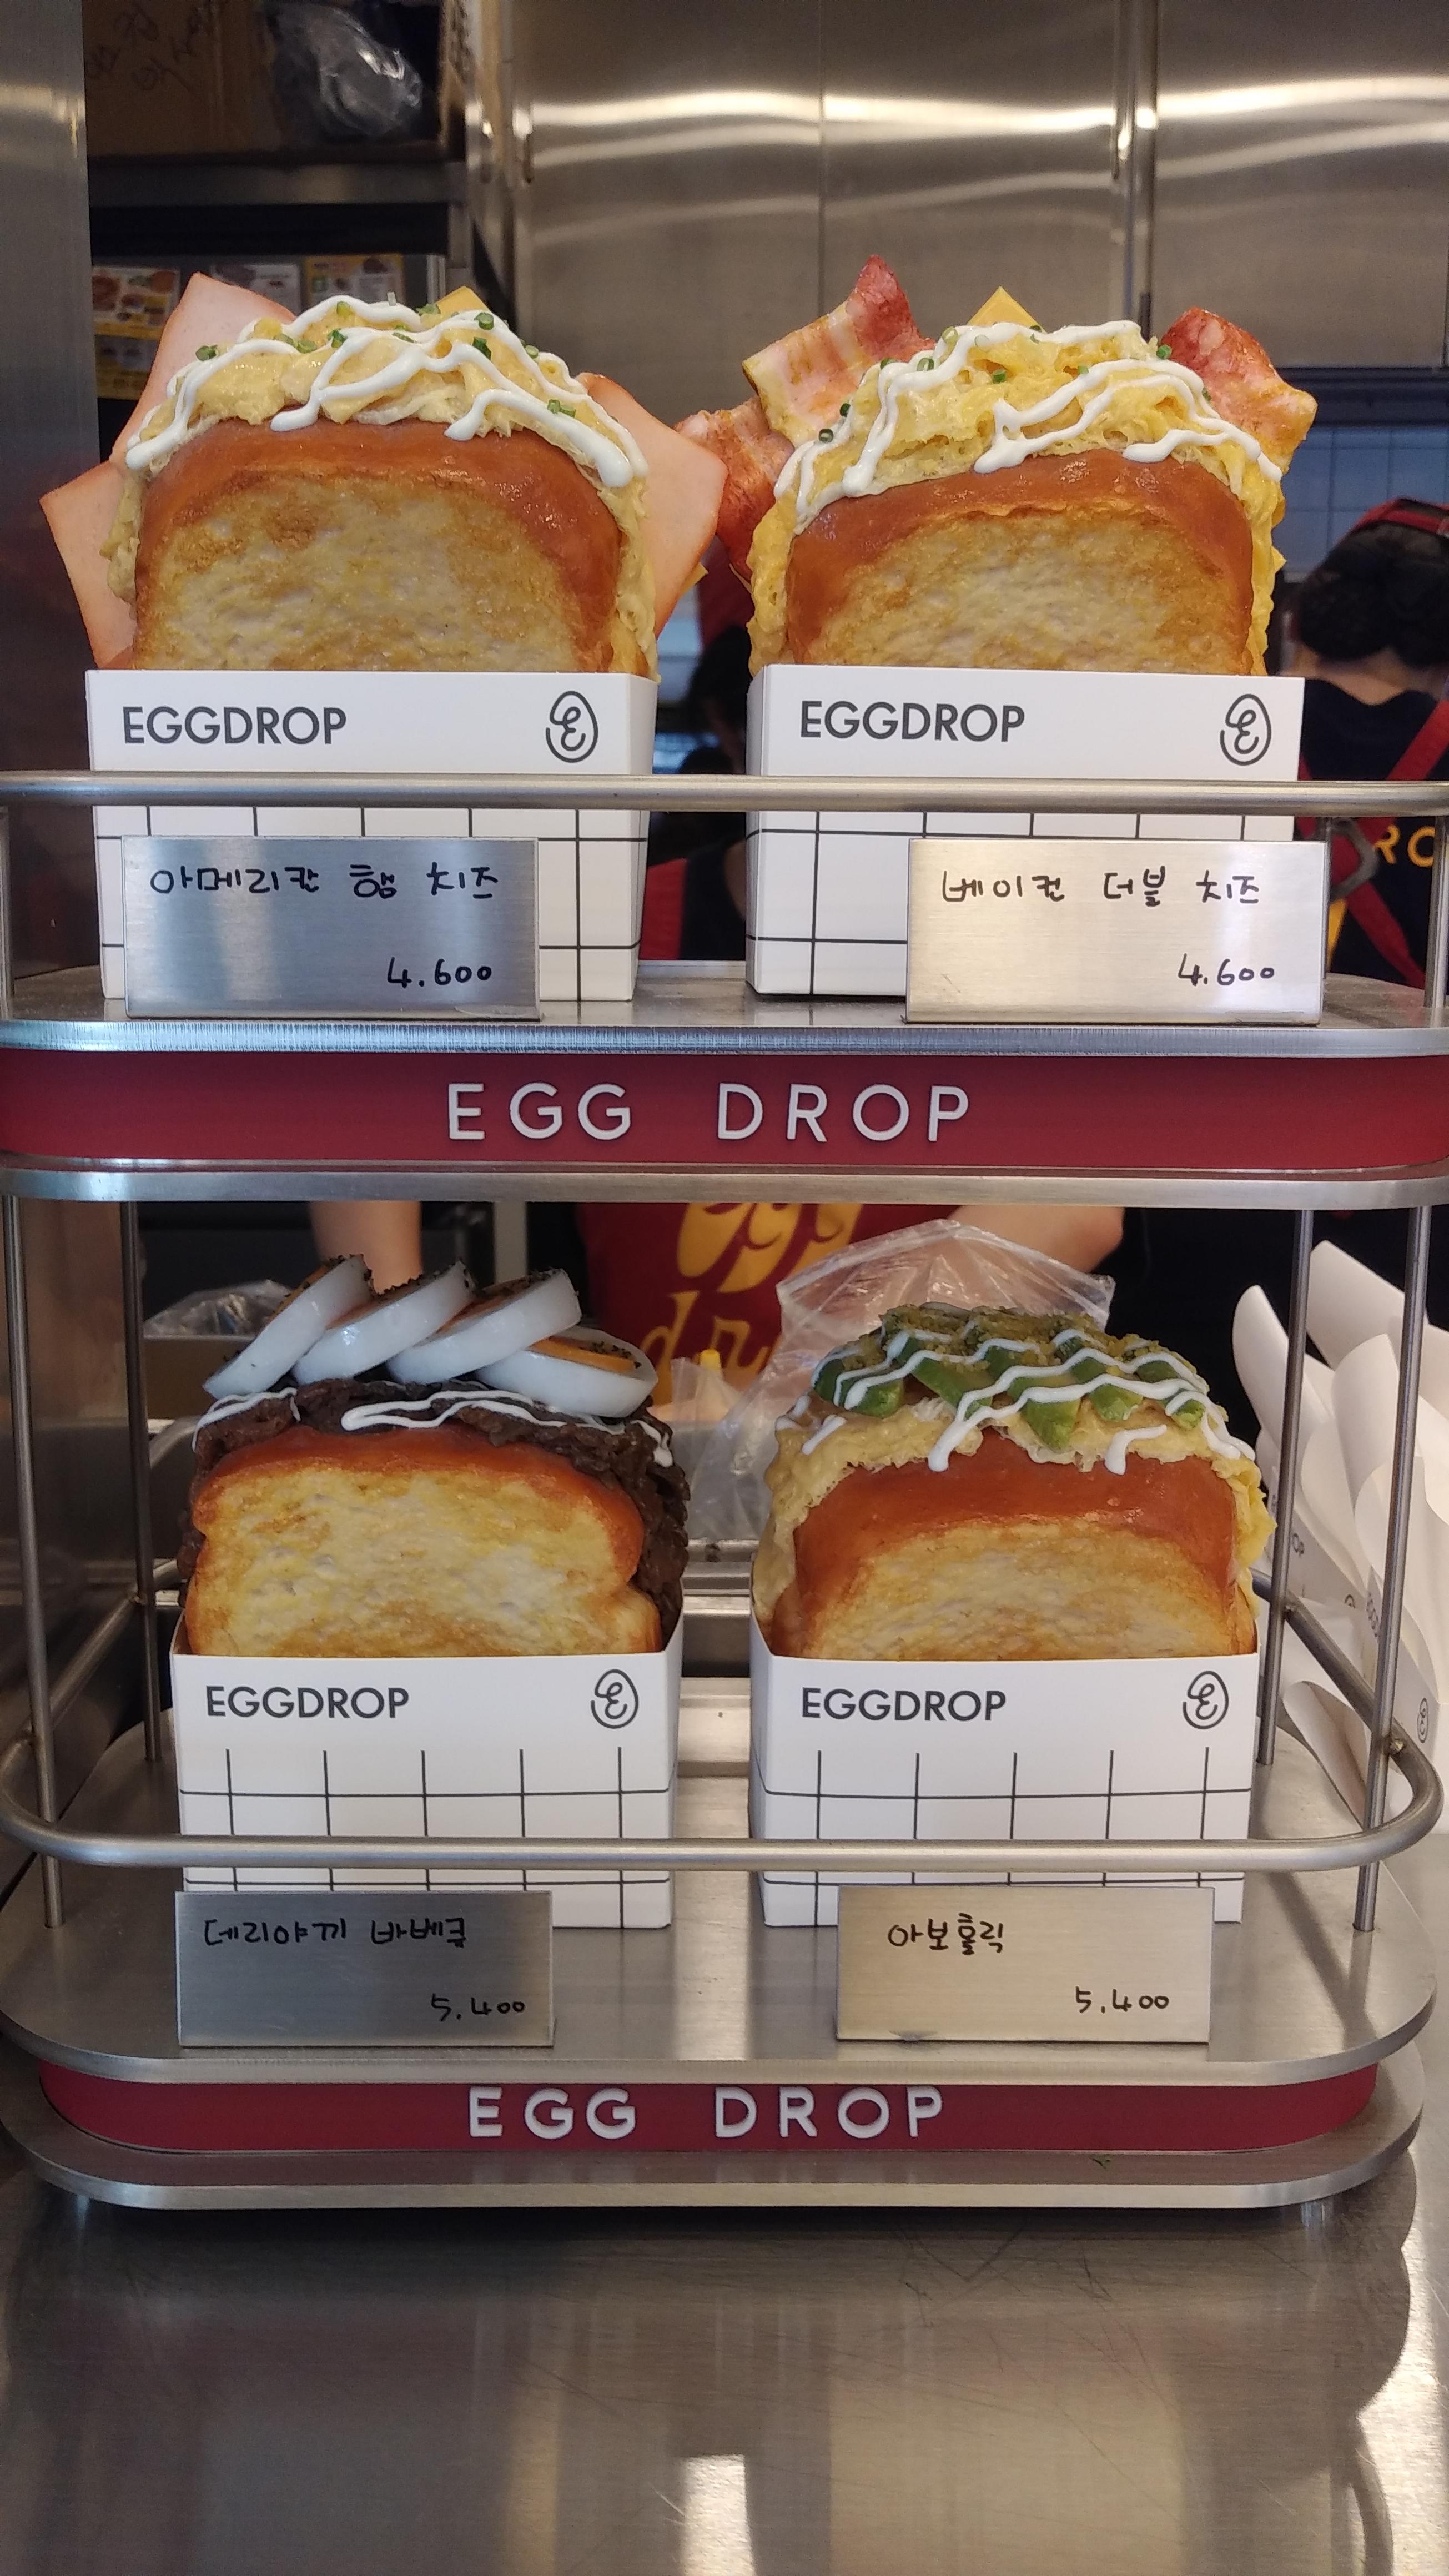 EGGDROP
EGGDROP
아메리칸 햄 치즈
4.600
베이컨 더블 치즈
4.600
EGG DROP
egg
EGGDROP
EGGDROP
데리야끼 바베큐
5.400
아보홀릭
5.400
EGG DROP